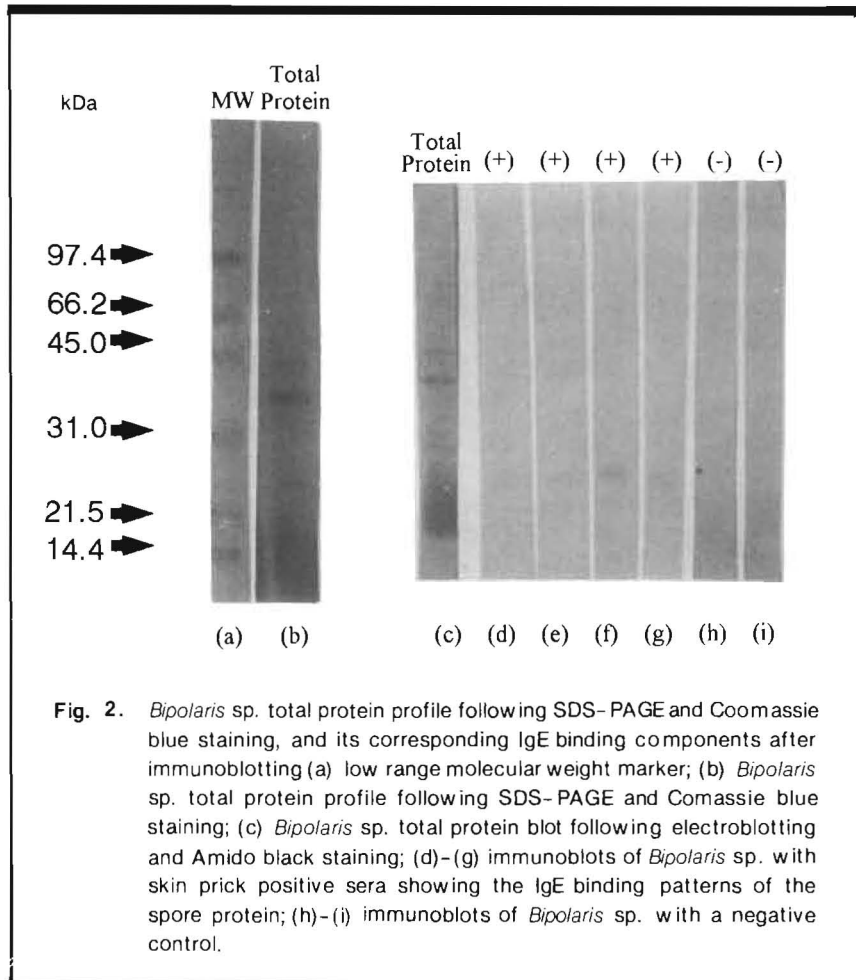 Total
kDa MW Protein
Total
Protein (+) (+) (+) (+) (-) (-)
97.4
66.2
45.0
31.0
21.5
14.4
(a) (b) (c) (d) (e) (f) (g) (h) (i)
Fig. 2. Bipolaris sp. total protein profile following SDS-PAGE and Coomassie
blue staining, and its corresponding IgE binding components after
immunoblotting (a) low range molecular weight marker; (b) Bipolaris
sp. total protein profile following SDS-PAGE and Comassie blue
staining; (c) Bipolaris sp. total protein blot following electroblotting
and Amido black staining; (d)-(g) immunoblots of Bipolaris sp. with
skin prick positive sera showing the IgE binding patterns of the
spore protein; (h)-(i) immunoblots of Bipolaris sp. with a negative
control.